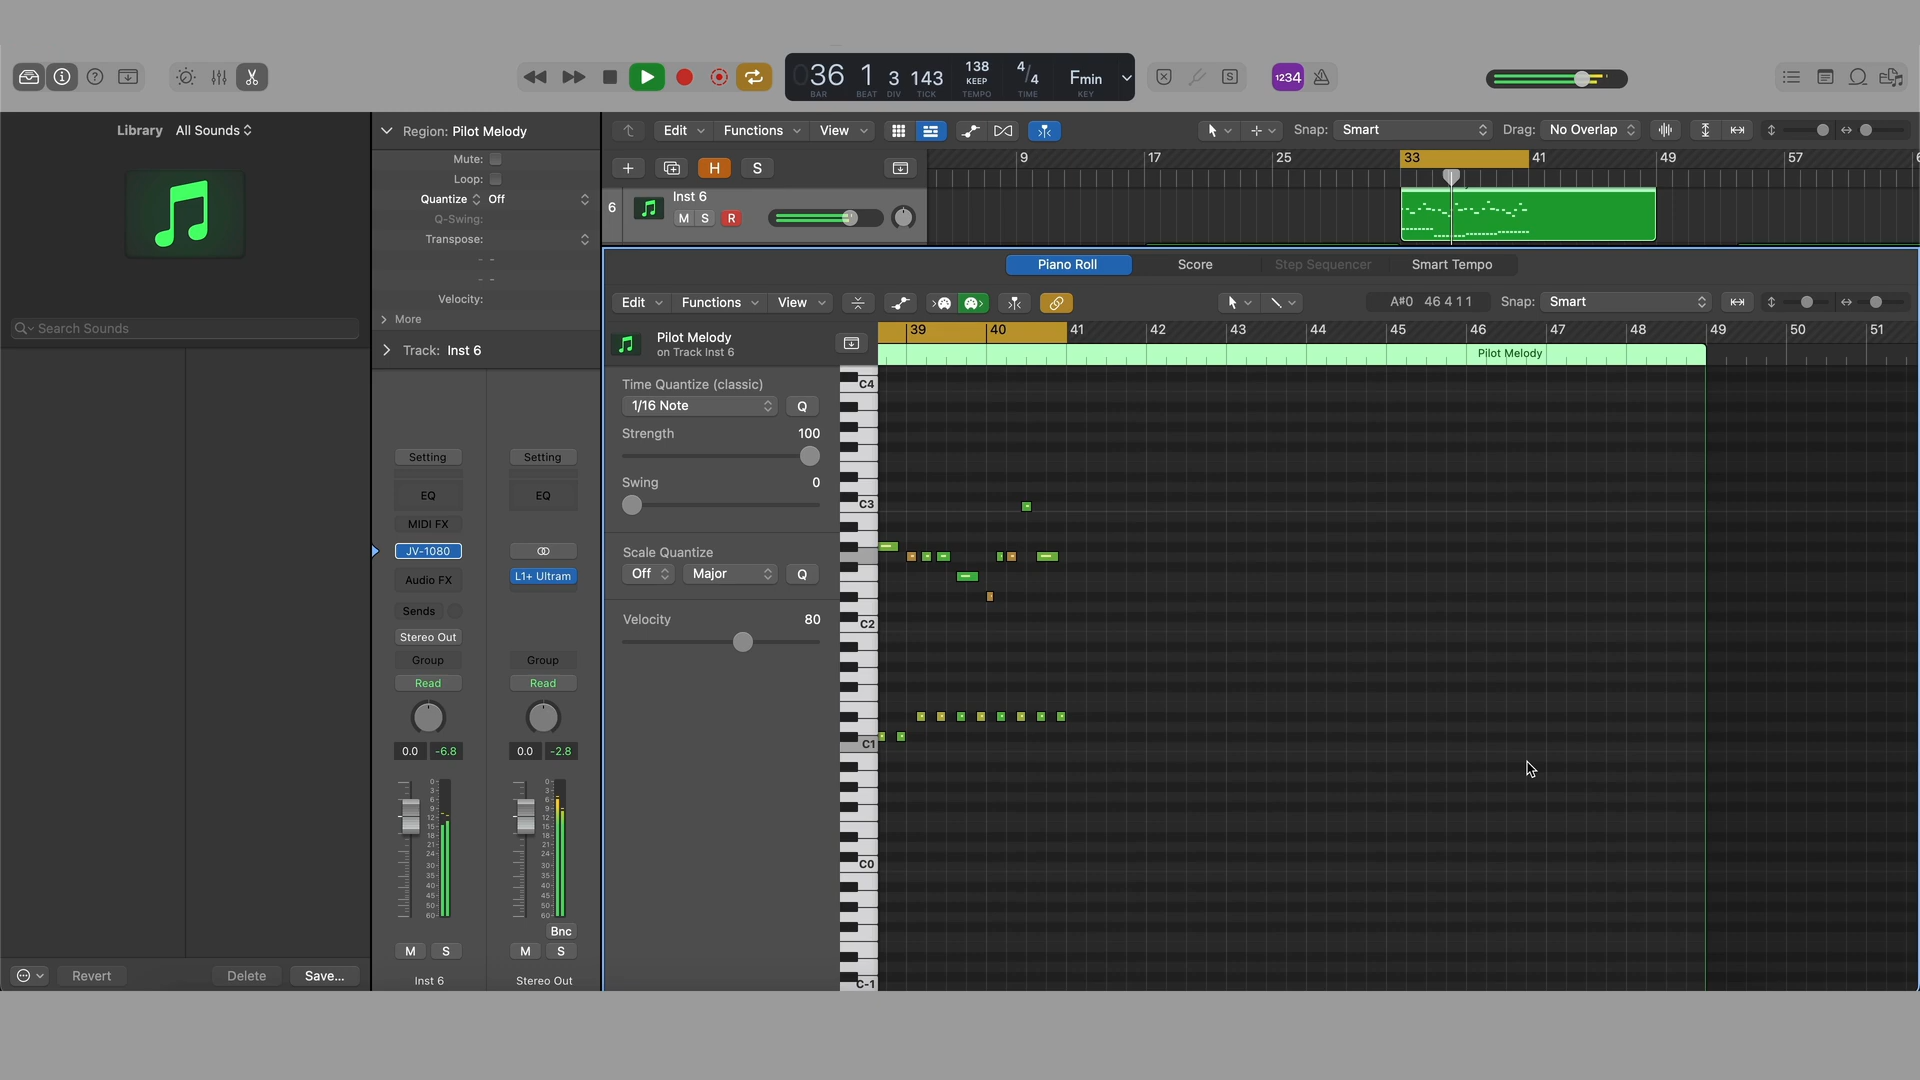 036 1 3 143
BAR BEAT DIV TICK
138
KEEP
TEMPO
4/4
TIME
Fmin
KEY
S
1234
Library All Sounds
Search Sounds
Revert
Delete
Save...
Region: Pilot Melody
Mute:
Loop:
Quantize Off
Q-Swing:
Transpose:
- -
- -
Velocity:
More
Track: Inst 6
Setting
Setting
EQ
EQ
MIDI FX
JV-1080
Audio FX
L1+ Ultram
Sends
Stereo Out
Group
Group
Read
Read
0.0 -6.8
0.0 -2.8
Bnc
M S
M S
Inst 6
Stereo Out
Edit Functions View
Snap: Smart
Drag: No Overlap
H S
9 17 25 33 41 49 57
6
Inst 6
M S R
Piano Roll Score Step Sequencer Smart Tempo
Edit Functions View
A#0 46 4 1 1
Snap: Smart
39 40 41 42 43 44 45 46 47 48 49 50 51
Pilot Melody
on Track Inst 6
Pilot Melody
Time Quantize (classic)
1/16 Note Q
Strength 100
Swing 0
Scale Quantize
Off Major Q
Velocity 80
C4
C3
C2
C1
C0
C-1